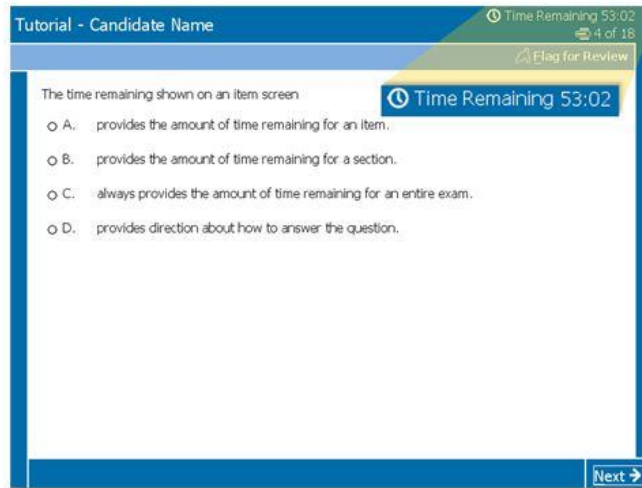 Tutorial - Candidate Name
Time Remaining 53:02
4 of 18
Flag for Review
Time Remaining 53:02
The time remaining shown on an item screen
A. provides the amount of time remaining for an item.
B. provides the amount of time remaining for a section.
C. always provides the amount of time remaining for an entire exam.
D. provides direction about how to answer the question.
Next